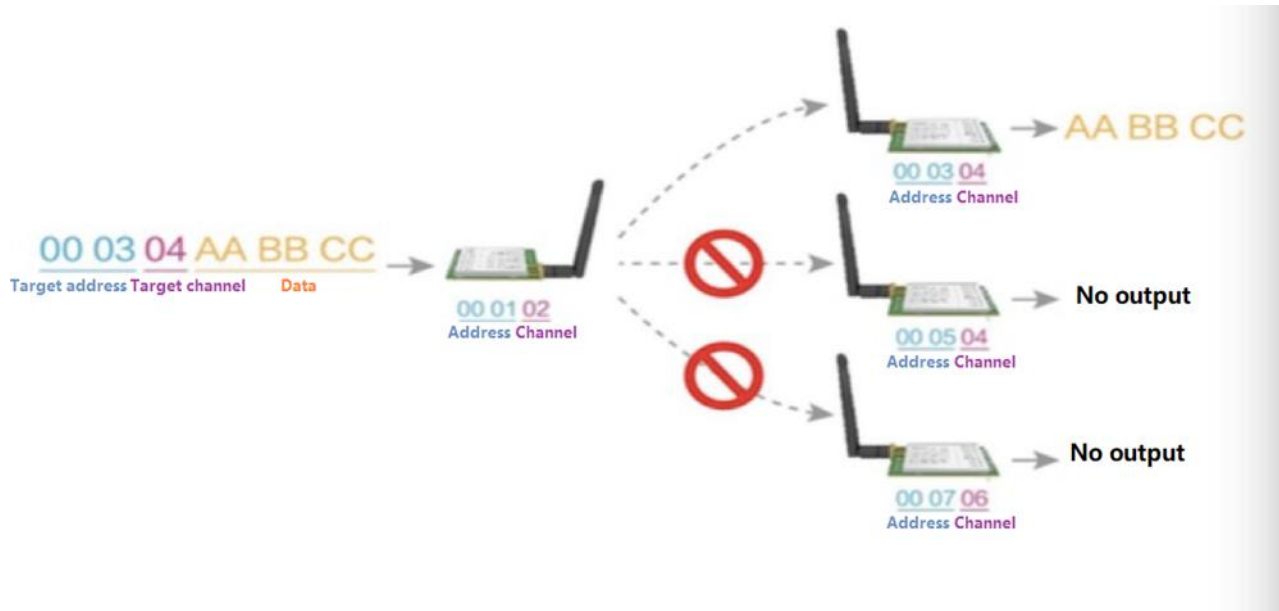 00 03 04 AA BB CC
Target address Target channel Data
00 01 02
Address Channel
AA BB CC
00 03 04
Address Channel
No output
00 05 04
Address Channel
No output
00 07 06
Address Channel